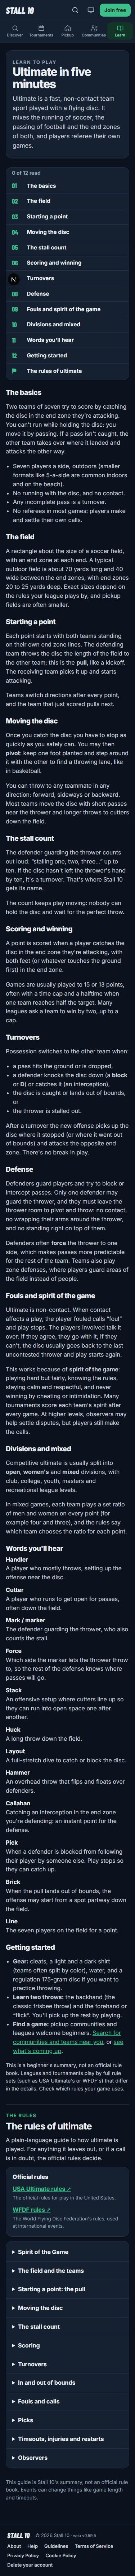 STALL 10
Join free
Discover
Tournaments
Pickup
Communities
Learn
LEARN TO PLAY
Ultimate in five
minutes
Ultimate is a fast, non-contact team
sport played with a flying disc. It
mixes the running of soccer, the
passing of football and the end zones
of both, and players referee their own
games.
0 of 12 read
01 The basics
02 The field
03 Starting a point
04 Moving the disc
05 The stall count
06 Scoring and winning
N Turnovers
08 Defense
09 Fouls and spirit of the game
10 Divisions and mixed
11 Words you'll hear
12 Getting started
The rules of ultimate
The basics
Two teams of seven try to score by catching
the disc in the end zone they're attacking.
You can't run while holding the disc: you
move it by passing. If a pass isn't caught, the
other team takes over where it landed and
attacks the other way.
• Seven players a side, outdoors (smaller
formats like 5-a-side are common indoors
and on the beach).
• No running with the disc, and no contact.
• Any incomplete pass is a turnover.
• No referees in most games: players make
and settle their own calls.
The field
A rectangle about the size of a soccer field,
with an end zone at each end. A typical
outdoor field is about 70 yards long and 40
wide between the end zones, with end zones
20 to 25 yards deep. Exact sizes depend on
the rules your league plays by, and pickup
fields are often smaller.
Starting a point
Each point starts with both teams standing
on their own end zone lines. The defending
team throws the disc down the field to the
other team; this is the pull, like a kickoff. The
receiving team picks it up and starts
attacking.
Teams switch directions after every point,
and the team that just scored pulls next.
Moving the disc
Once you catch the disc you have to stop as
quickly as you safely can. You may then
pivot: keep one foot planted and step around
it with the other to find a throwing lane, like
in basketball.
You can throw to any teammate in any
direction: forward, sideways or backward.
Most teams move the disc with short passes
near the thrower and longer throws to cutters
down the field.
The stall count
The defender guarding the thrower counts
out loud: “stalling one, two, three...” up to
ten. If the disc hasn't left the thrower's hand
by ten, it's a turnover. That's where Stall 10
gets its name.
The count keeps play moving: nobody can
hold the disc and wait for the perfect throw.
Scoring and winning
A point is scored when a player catches the
disc in the end zone they're attacking, with
both feet (or whatever touches the ground
first) in the end zone.
Games are usually played to 15 or 13 points,
with a time cap and a halftime when
one team reaches half the target. Many
leagues ask a team to win by two, up to a
cap.
Turnovers
Possession switches to the other team when:
• a pass hits the ground or is dropped,
• a defender knocks the disc down (a block
or D) or catches it (an interception),
• the disc is caught or lands out of bounds,
or
• the thrower is stalled out.
After a turnover the new offense picks up the
disc where it stopped (or where it went out
of bounds) and attacks the opposite end
zone. There's no break in play.
Defense
Defenders guard players and try to block or
intercept passes. Only one defender may
guard the thrower, and they must leave the
thrower room to pivot and throw: no contact,
no wrapping their arms around the thrower,
no straddling right on top of them.
Defenders often force the thrower to one
side, which makes passes more predictable
for the rest of the team. Teams also play
zone defenses, where players guard areas of
the field instead of people.
Fouls and spirit of the game
Ultimate is non-contact. When contact
affects a play, the player fouled calls “foul”
and play stops. The players involved talk it
over: if they agree, they go with it; if they
can't, the disc usually goes back to the last
uncontested thrower and play starts again.
This works because of spirit of the game:
playing hard but fairly, knowing the rules,
staying calm and respectful, and never
winning by cheating or intimidation. Many
tournaments score each team's spirit after
every game. At higher levels, observers may
settle disputes, but players still make
the calls.
Divisions and mixed
Competitive ultimate is usually split into
open, women's and mixed divisions, with
club, college, youth, masters and
recreational league levels.
In mixed games, each team plays a set ratio
of men and women on every point (for
example four and three), and the rules say
which team chooses the ratio for each point.
Words you'll hear
Handler
A player who mostly throws, setting up the
offense near the disc.
Cutter
A player who runs to get open for passes,
often down the field.
Mark / marker
The defender guarding the thrower, who also
counts the stall.
Force
Which side the marker lets the thrower throw
to, so the rest of the defense knows where
passes will go.
Stack
An offensive setup where cutters line up so
they can run into open space one after
another.
Huck
A long throw down the field.
Layout
A full-stretch dive to catch or block the disc.
Hammer
An overhead throw that flips and floats over
defenders.
Callahan
Catching an interception in the end zone
you're defending: an instant point for the
defense.
Pick
When a defender is blocked from following
their player by someone else. Play stops so
they can catch up.
Brick
When the pull lands out of bounds, the
offense may start from a spot partway down
the field.
Line
The seven players on the field for a point.
Getting started
• Gear: cleats, a light and a dark shirt
(teams often split by color), water, and a
regulation 175-gram disc if you want to
practice throwing.
• Learn two throws: the backhand (the
classic frisbee throw) and the forehand or
“flick”. You'll pick up the rest by playing.
• Find a game: pickup communities and
leagues welcome beginners. Search for
communities and teams near you, or see
what's coming up.
This is a beginner's summary, not an official rule
book. Leagues and tournaments play by full rule
sets (such as USA Ultimate's or WFDF's) that differ
in the details. Check which rules your game uses.
THE RULES
The rules of ultimate
A plain-language guide to how ultimate is
played. For anything it leaves out, or if a call
is in doubt, the official rules decide.
Official rules
USA Ultimate rules ↗
The official rules for play in the United States.
WFDF rules ↗
The World Flying Disc Federation's rules, used
at international events.
▸ Spirit of the Game
▸ The field and the teams
▸ Starting a point: the pull
▸ Moving the disc
▸ The stall count
▸ Scoring
▸ Turnovers
▸ In and out of bounds
▸ Fouls and calls
▸ Picks
▸ Timeouts, injuries and restarts
▸ Observers
This guide is Stall 10's summary, not an official rule
book. Events can change things like game length
and timeouts.
STALL 10 © 2026 Stall 10
About Help Guidelines Terms of Service
Privacy Policy Cookie Policy
Delete your account